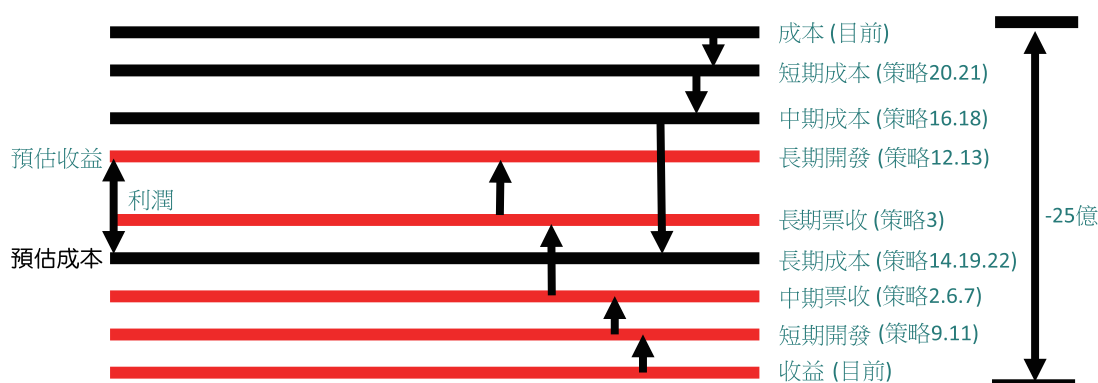 成本 (目前)
短期成本 (策略20.21)
中期成本 (策略16.18)
預估收益
長期開發 (策略12.13)
利潤
長期票收 (策略3)
-25億
預估成本
長期成本 (策略14.19.22)
中期票收 (策略2.6.7)
短期開發 (策略9.11)
收益 (目前)